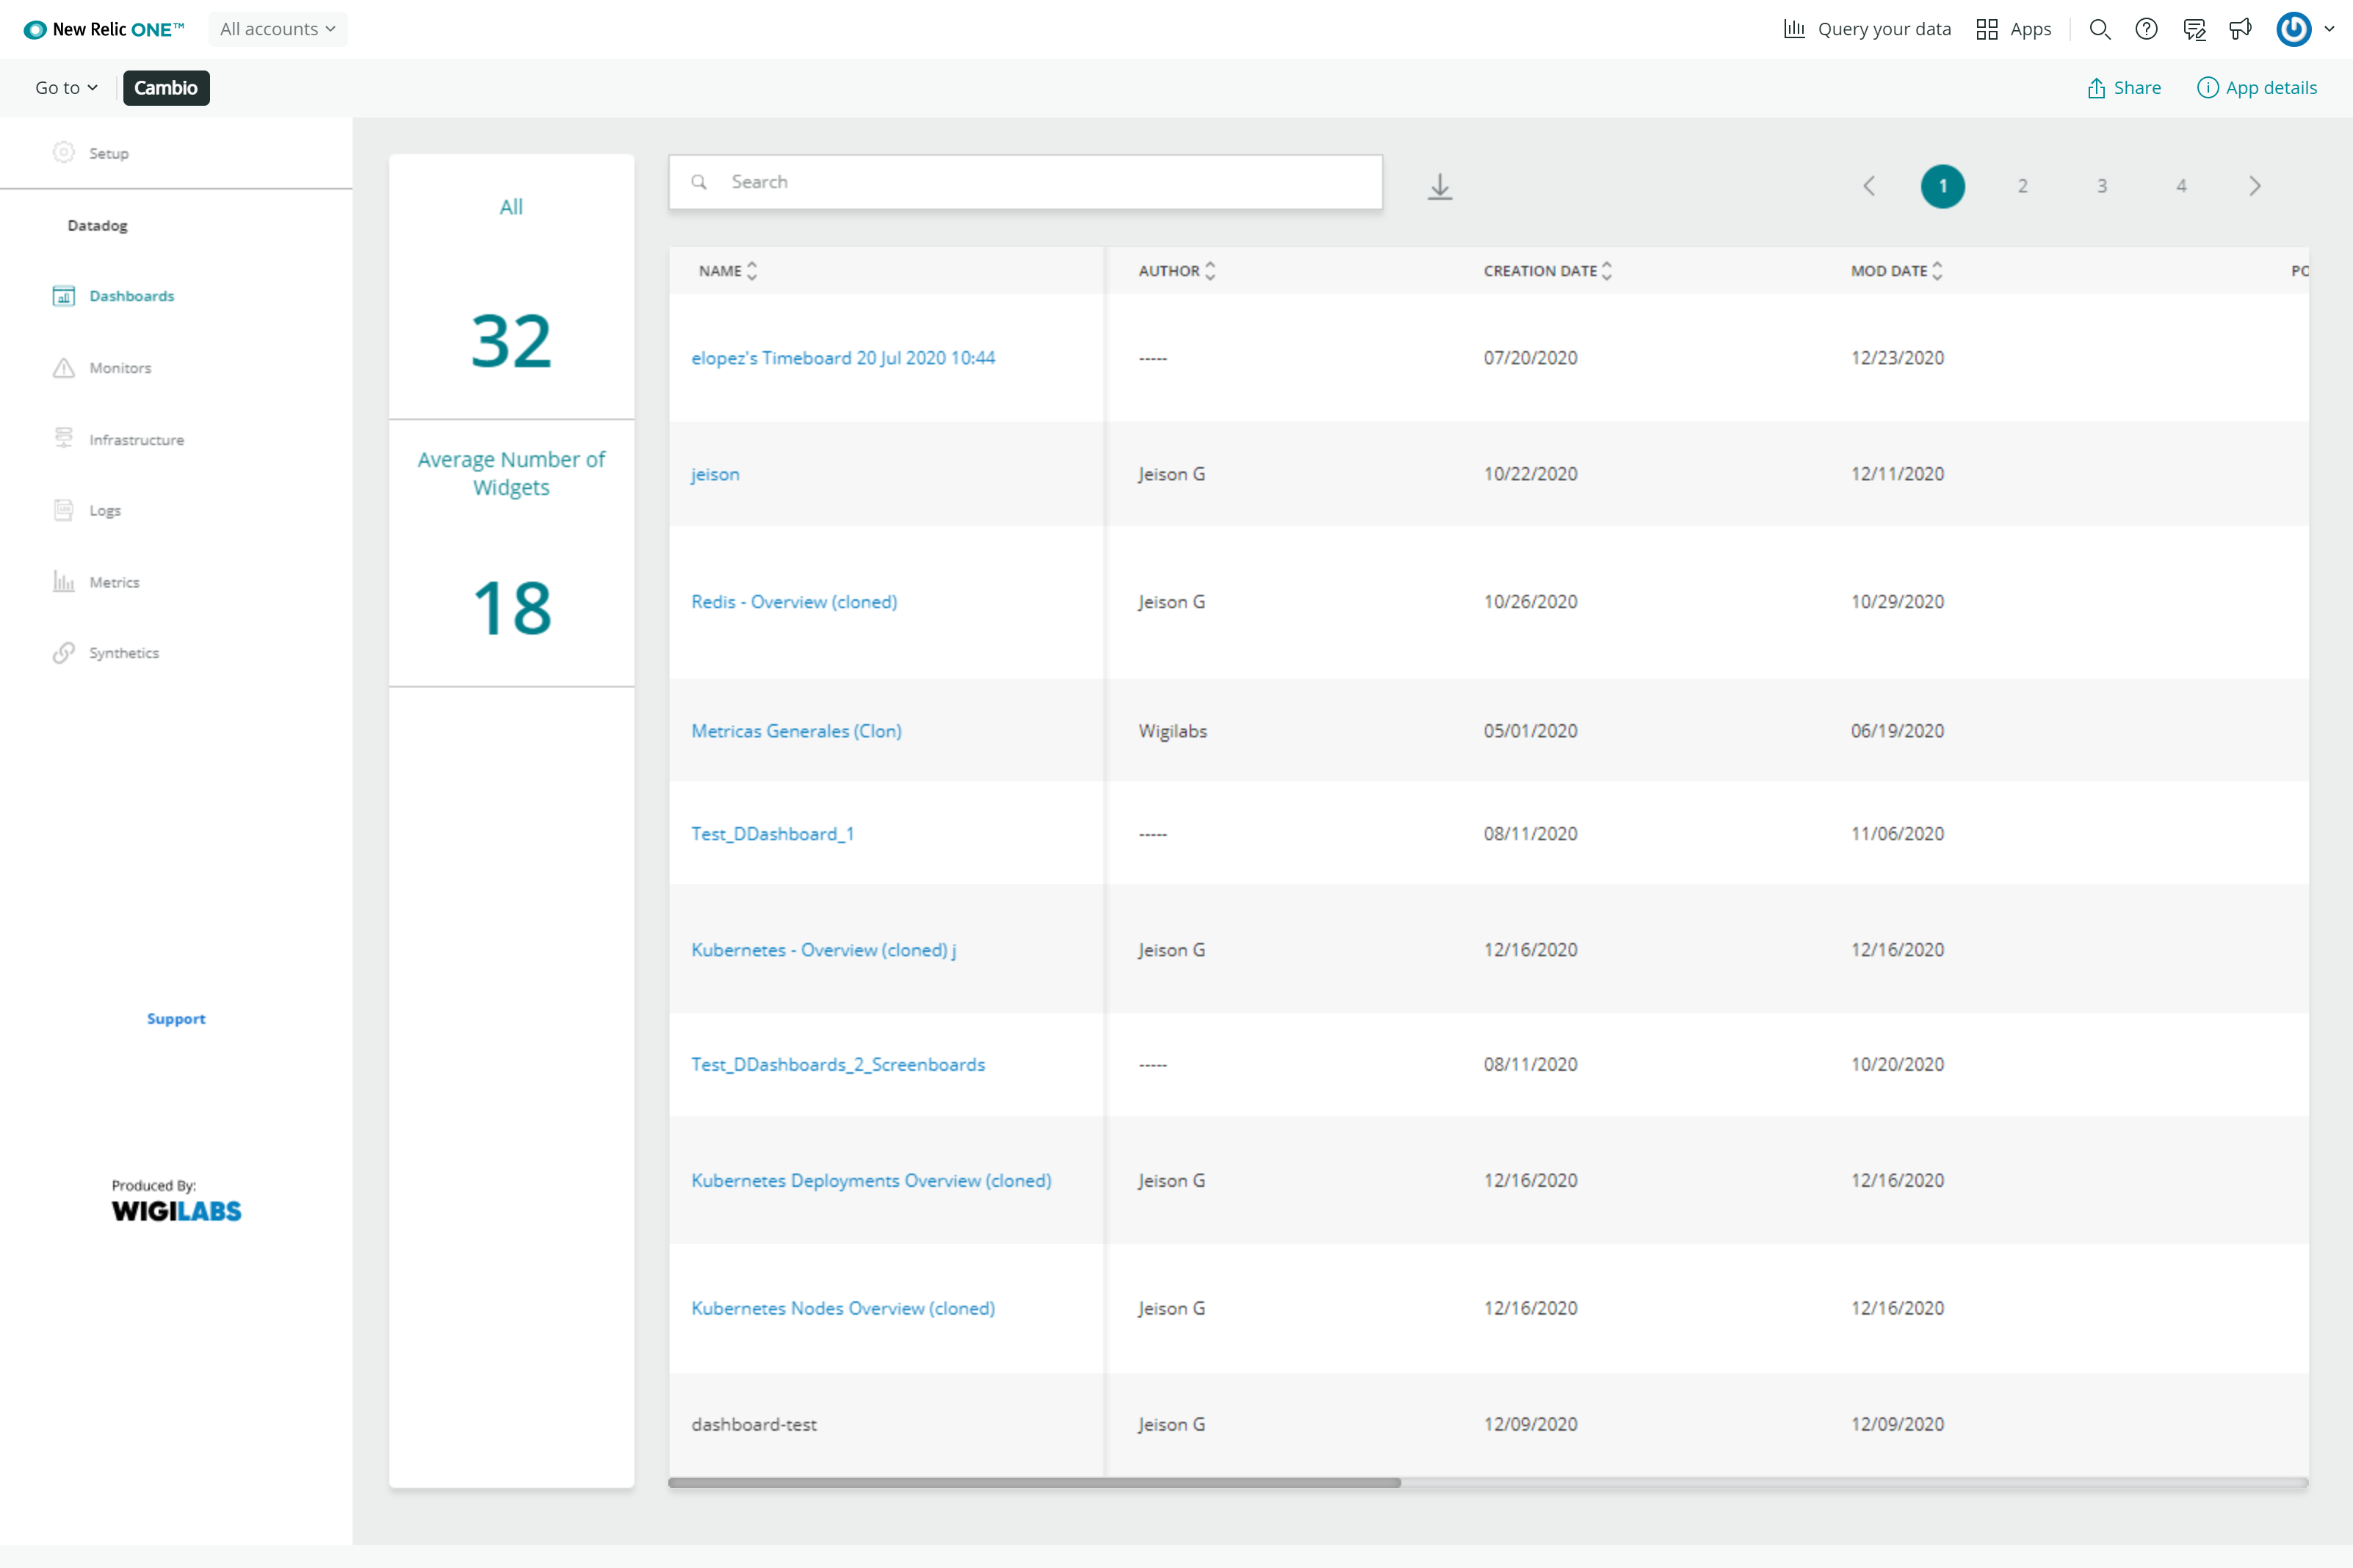 New Relic ONE™ All accounts Query your data Apps
Go to Cambio Share App details
Setup
Datadog
Dashboards
Monitors
Infrastructure
Logs
Metrics
Synthetics
Support
Produced By:
WIGILABS
All
32
Average Number of
Widgets
18
Search 1 2 3 4
NAME AUTHOR CREATION DATE MOD DATE PO
elopez's Timeboard 20 Jul 2020 10:44 ----- 07/20/2020 12/23/2020
jeison Jeison G 10/22/2020 12/11/2020
Redis - Overview (cloned) Jeison G 10/26/2020 10/29/2020
Metricas Generales (Clon) Wigilabs 05/01/2020 06/19/2020
Test_DDashboard_1 ----- 08/11/2020 11/06/2020
Kubernetes - Overview (cloned) j Jeison G 12/16/2020 12/16/2020
Test_DDashboards_2_Screenboards ----- 08/11/2020 10/20/2020
Kubernetes Deployments Overview (cloned) Jeison G 12/16/2020 12/16/2020
Kubernetes Nodes Overview (cloned) Jeison G 12/16/2020 12/16/2020
dashboard-test Jeison G 12/09/2020 12/09/2020